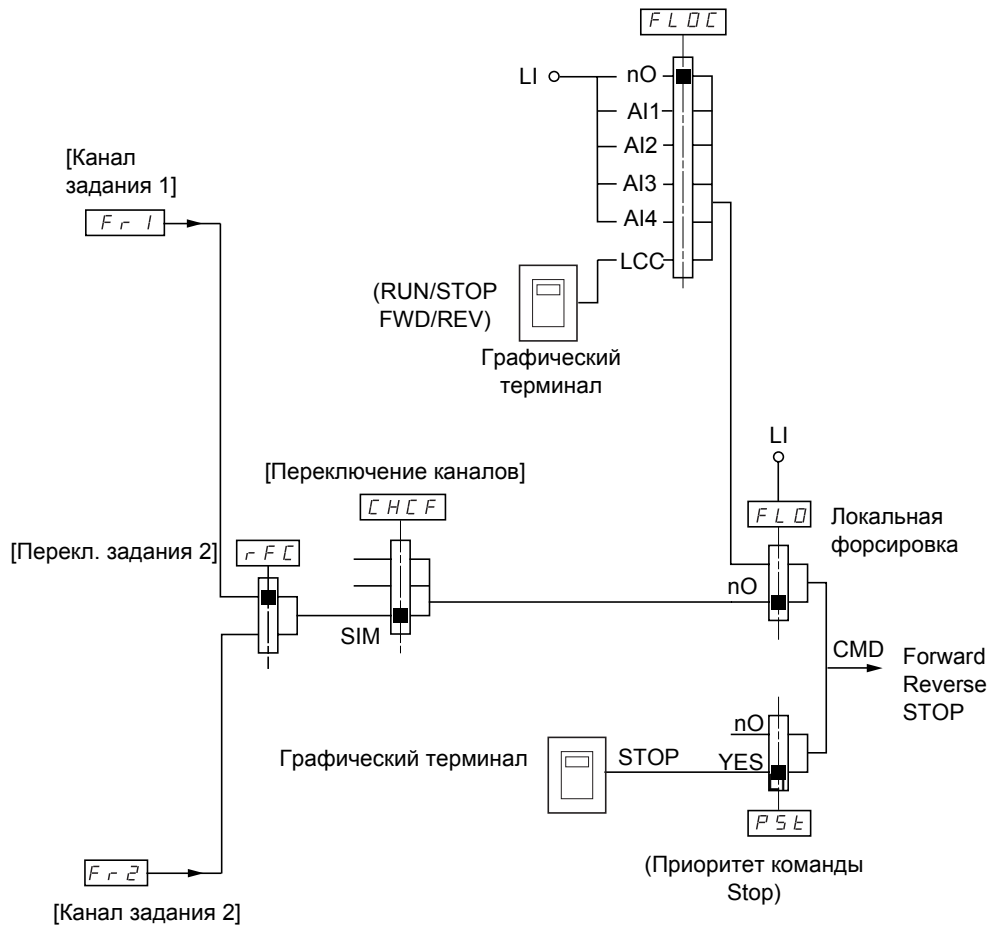 FLOC
LI
nO
AI1
AI2
AI3
AI4
LCC
[Канал
задания 1]
Fr1
(RUN/STOP
FWD/REV)
Графический
терминал
LI
[Переключение каналов]
CHCF
FLO
Локальная
форсировка
[Перекл. задания 2]
rFC
nO
SIM
CMD
Forward
Reverse
STOP
nO
Графический терминал
STOP
YES
LI
PSt
(Приоритет команды
Stop)
Fr2
[Канал задания 2]